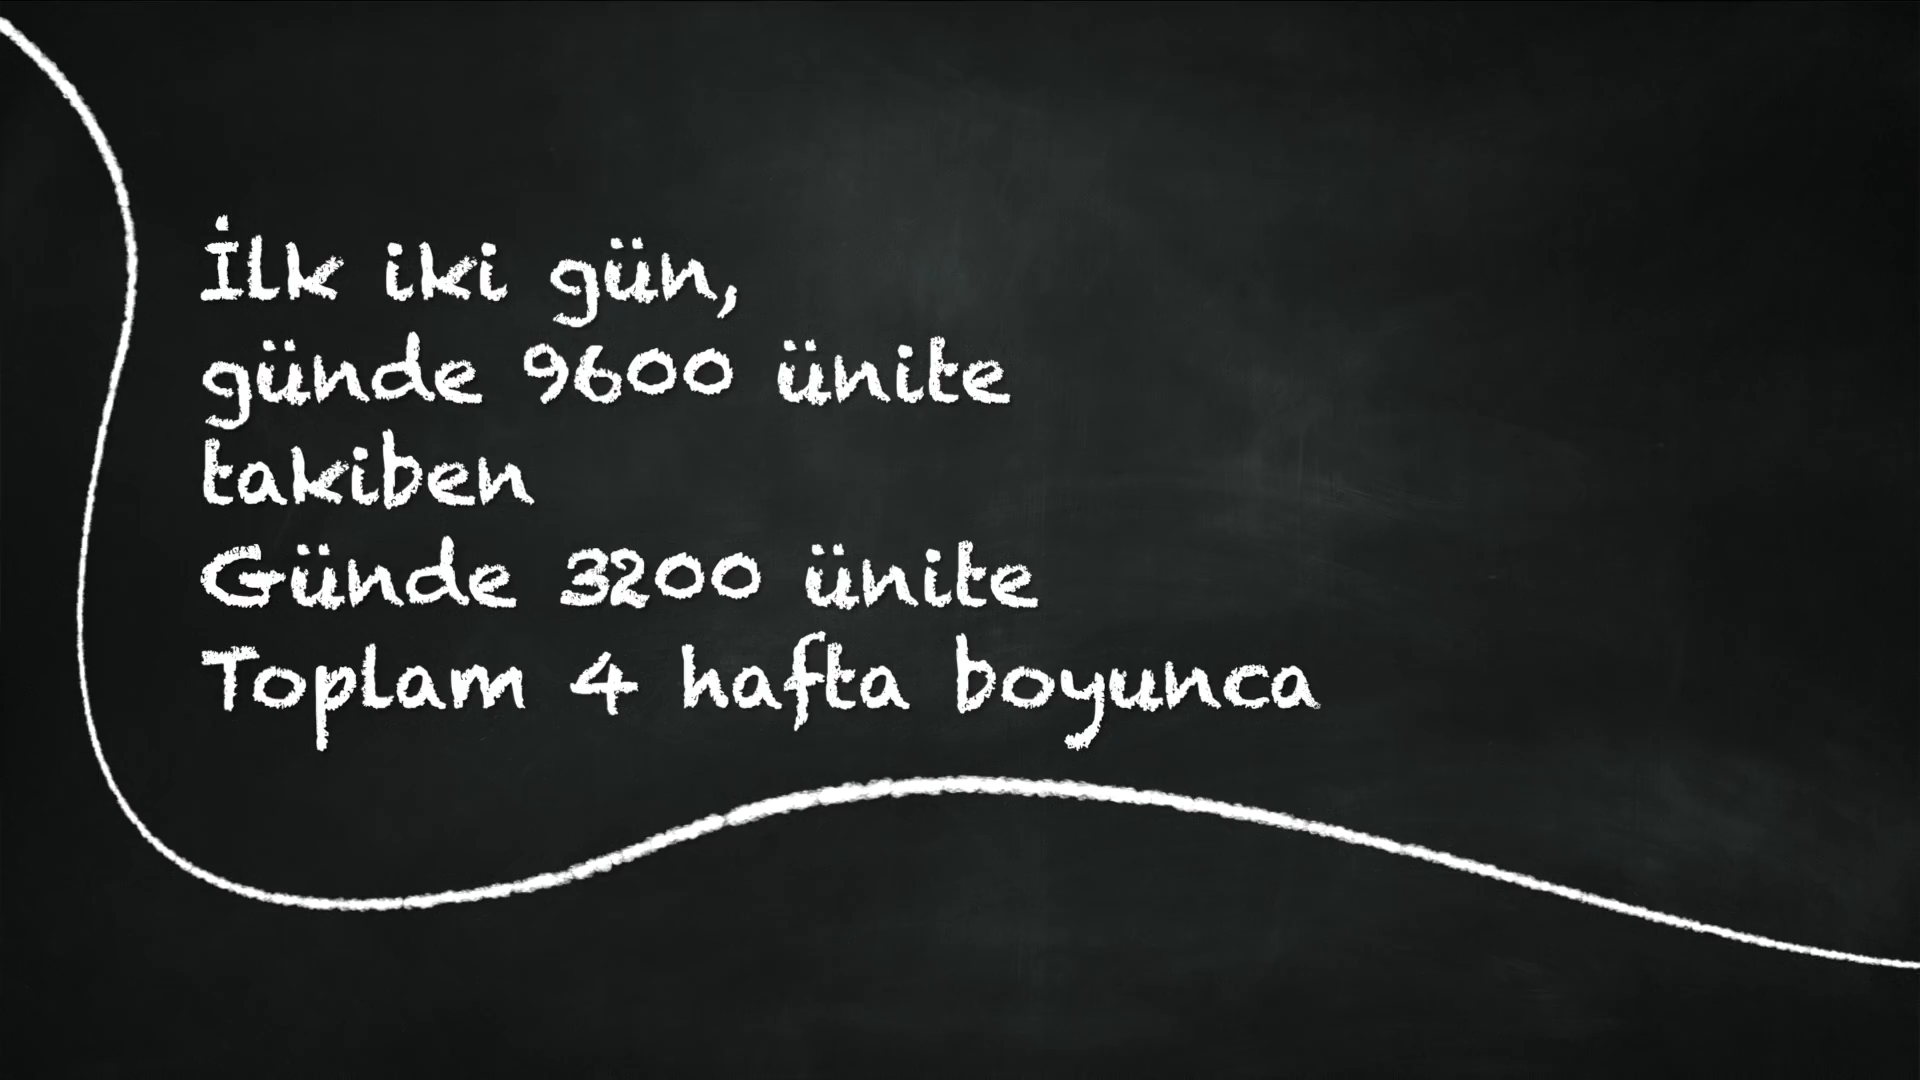 İlk iki gün,
günde 9600 ünite
takiben
Günde 3200 ünite
Toplam 4 hafta boyunca